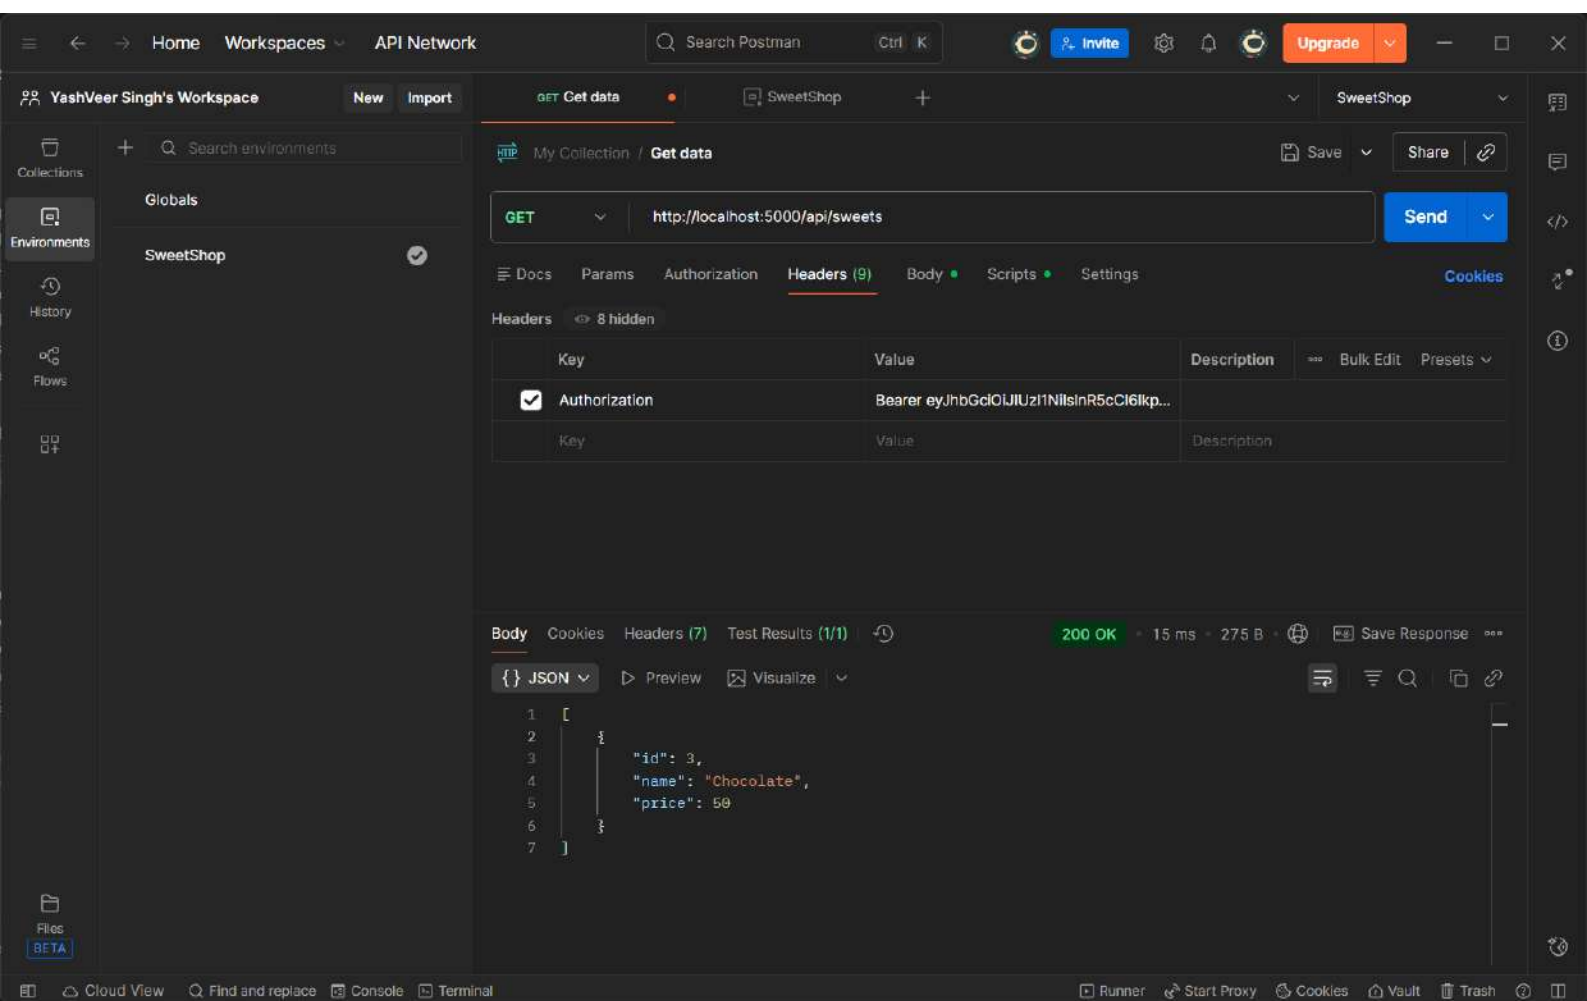 Home Workspaces API Network Search Postman Ctrl K Invite Upgrade
YashVeer Singh's Workspace New Import GET Get data SweetShop SweetShop
Collections Search environments
HTTP My Collection / Get data Save Share
Globals
GET http://localhost:5000/api/sweets Send
Environments
SweetShop
Docs Params Authorization Headers (9) Body Scripts Settings Cookies
History
Headers 8 hidden
Key Value Description Bulk Edit Presets
Flows
Authorization Bearer eyJhbGciOiJIUzI1NiIsInR5cCI6Ikp...
Key Value Description
Body Cookies Headers (7) Test Results (1/1) 200 OK 15 ms 275 B Save Response
{} JSON Preview Visualize
1 [
2 {
3 "id": 3,
4 "name": "Chocolate",
5 "price": 50
6 }
7 ]
Files
BETA
Cloud View Find and replace Console Terminal Runner Start Proxy Cookies Vault Trash